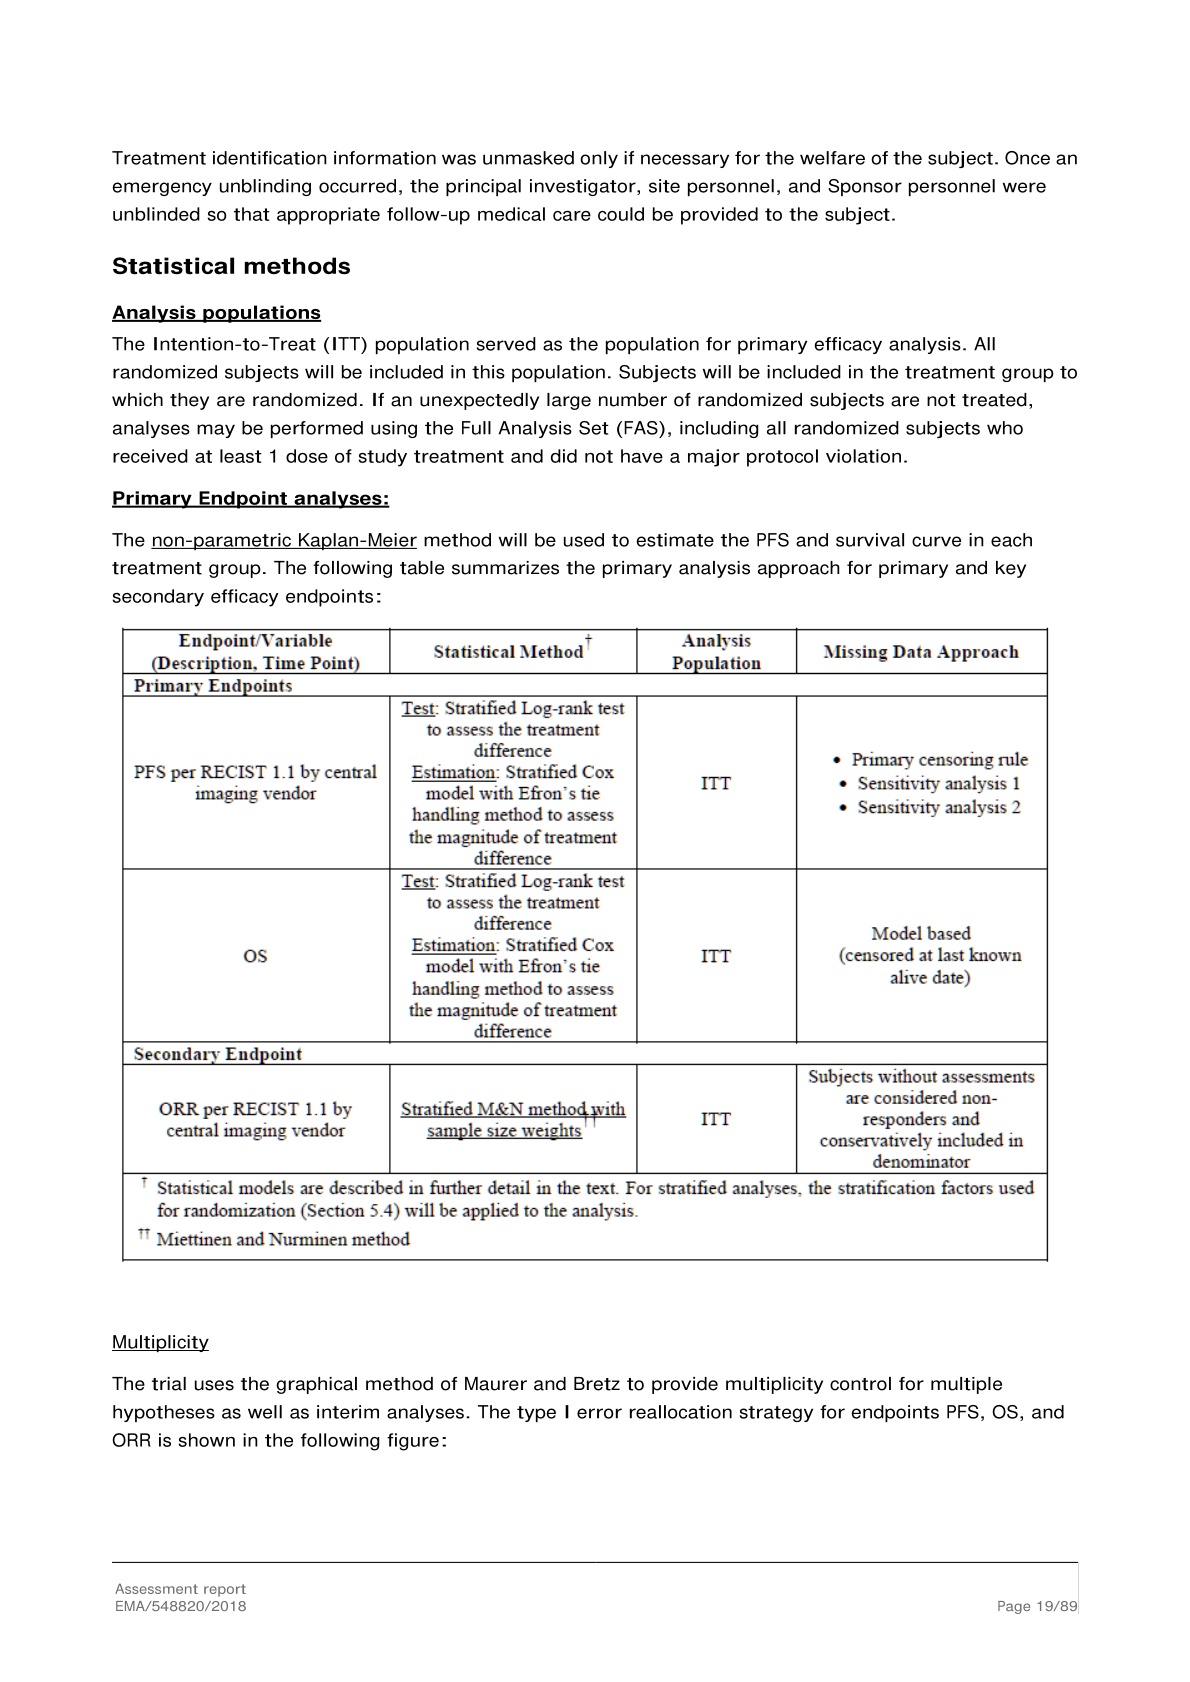 Treatment identification information was unmasked only if necessary for the welfare of the subject. Once an
emergency unblinding occurred, the principal investigator, site personnel, and Sponsor personnel were
unblinded so that appropriate follow-up medical care could be provided to the subject.
Statistical methods
Analysis populations
The Intention-to-Treat (ITT) population served as the population for primary efficacy analysis. All
randomized subjects will be included in this population. Subjects will be included in the treatment group to
which they are randomized. If an unexpectedly large number of randomized subjects are not treated,
analyses may be performed using the Full Analysis Set (FAS), including all randomized subjects who
received at least 1 dose of study treatment and did not have a major protocol violation.
Primary Endpoint analyses:
The non-parametric Kaplan-Meier method will be used to estimate the PFS and survival curve in each
treatment group. The following table summarizes the primary analysis approach for primary and key
secondary efficacy endpoints:
Endpoint/Variable
(Description, Time Point)
Statistical Method†
Analysis
Population
Missing Data Approach
Primary Endpoints
PFS per RECIST 1.1 by central
imaging vendor
Test: Stratified Log-rank test
to assess the treatment
difference
Estimation: Stratified Cox
model with Efron's tie
handling method to assess
the magnitude of treatment
difference
ITT
• Primary censoring rule
• Sensitivity analysis 1
• Sensitivity analysis 2
OS
Test: Stratified Log-rank test
to assess the treatment
difference
Estimation: Stratified Cox
model with Efron's tie
handling method to assess
the magnitude of treatment
difference
ITT
Model based
(censored at last known
alive date)
Secondary Endpoint
ORR per RECIST 1.1 by
central imaging vendor
Stratified M&N method with
sample size weights††
ITT
Subjects without assessments
are considered non-
responders and
conservatively included in
denominator
† Statistical models are described in further detail in the text. For stratified analyses, the stratification factors used
for randomization (Section 5.4) will be applied to the analysis.
†† Miettinen and Nurminen method
Multiplicity
The trial uses the graphical method of Maurer and Bretz to provide multiplicity control for multiple
hypotheses as well as interim analyses. The type I error reallocation strategy for endpoints PFS, OS, and
ORR is shown in the following figure:
Assessment report
EMA/548820/2018
Page 19/89